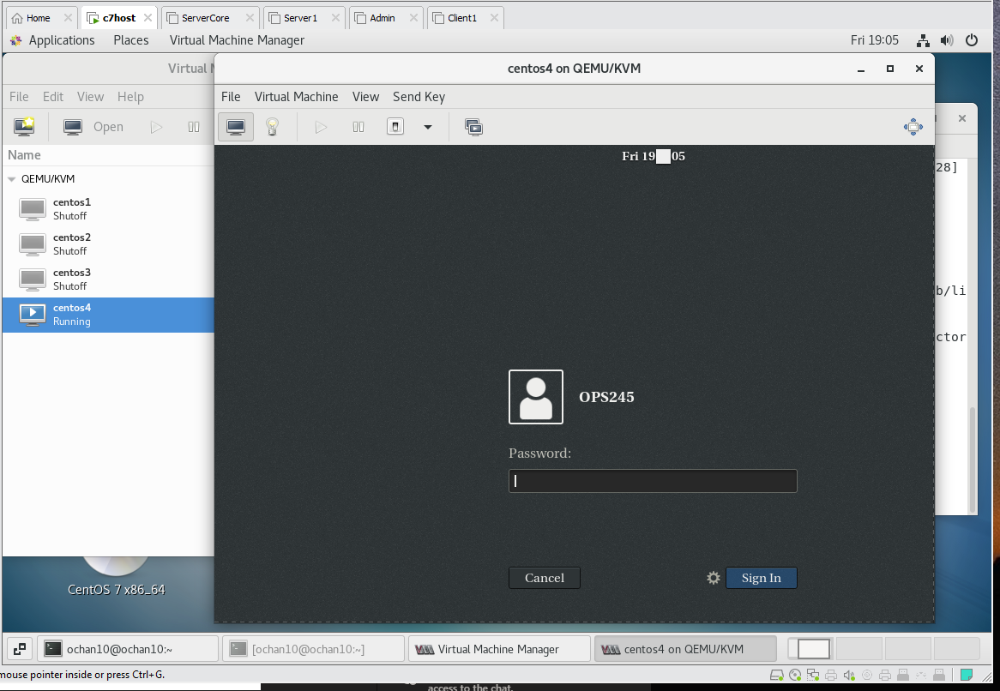 Home c7host ServerCore Server1 Admin Client1
Applications Places Virtual Machine Manager Fri 19:05
Virtual
centos4 on QEMU/KVM
File Edit View Help
File Virtual Machine View Send Key
Open
Name
QEMU/KVM
centos1
Shutoff
centos2
Shutoff
centos3
Shutoff
centos4
Running
Fri 19 05
OPS245
Password:
Cancel Sign In
28]
b/li
ctor
CentOS 7 x86_64
ochan10@ochan10:~ [ochan10@ochan10:~] Virtual Machine Manager centos4 on QEMU/KVM
mouse pointer inside or press Ctrl+G.
access to the chat.